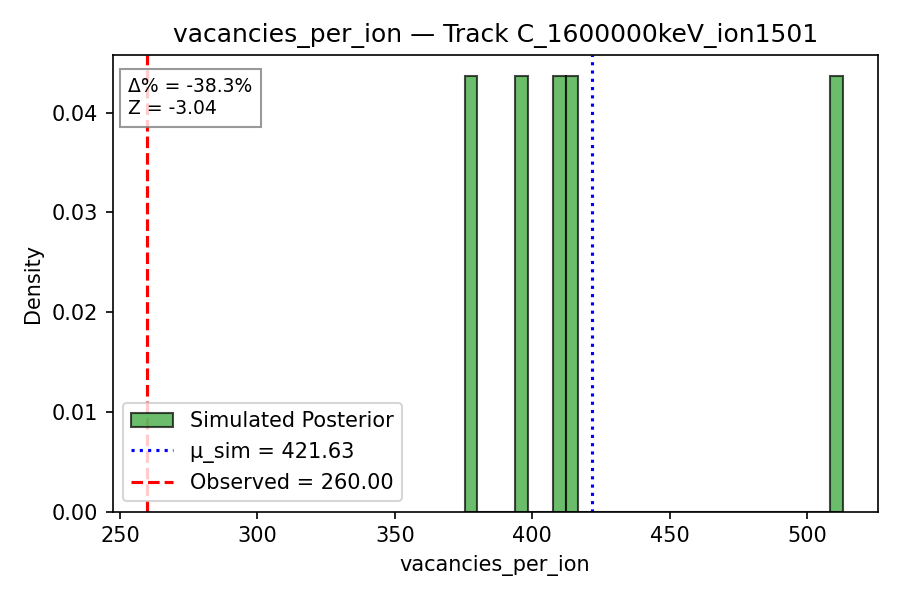 vacancies_per_ion — Track C_1600000keV_ion1501
Δ% = -38.3%
Z = -3.04
Density
0.04
0.03
0.02
0.01
0.00
Simulated Posterior
μ_sim = 421.63
Observed = 260.00
250 300 350 400 450 500
vacancies_per_ion